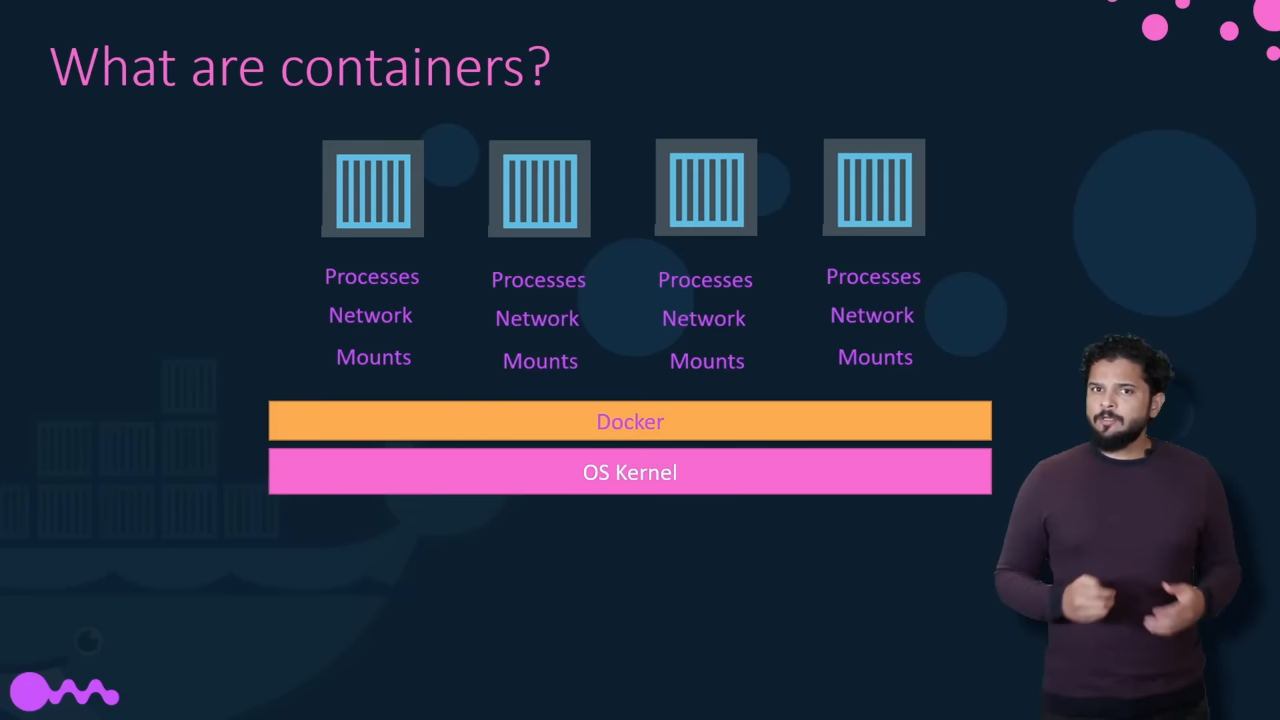 What are containers?
Processes
Network
Mounts
Processes
Network
Mounts
Processes
Network
Mounts
Processes
Network
Mounts
Docker
OS Kernel